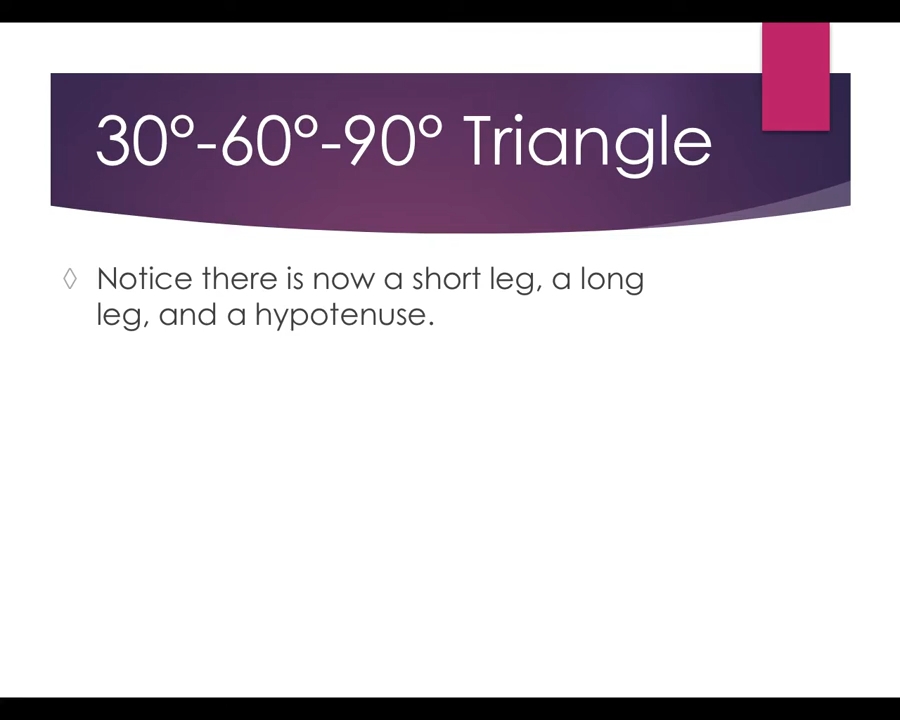 30°-60°-90° Triangle
◊ Notice there is now a short leg, a long
leg, and a hypotenuse.